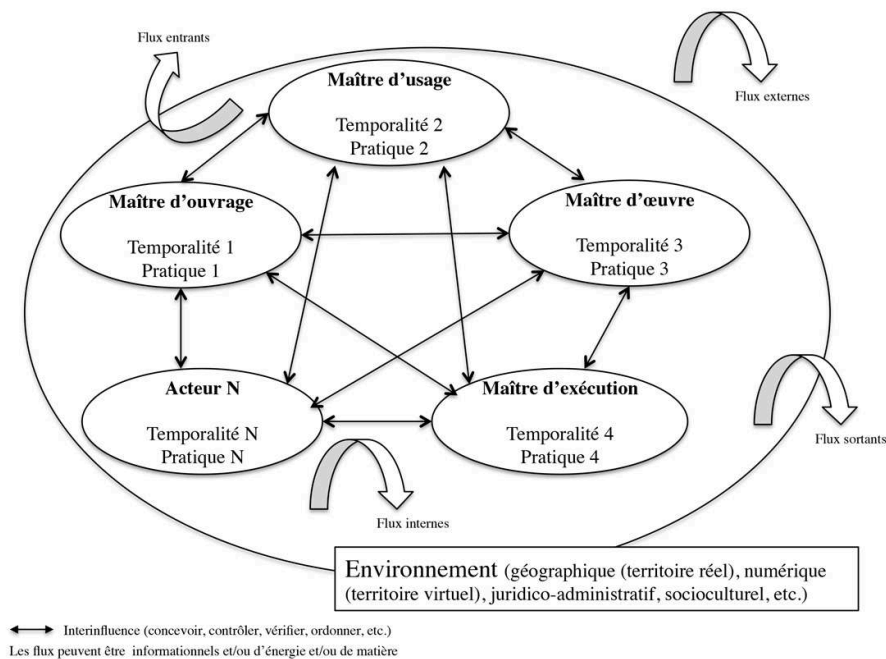 Flux entrants
Flux externes
Maître d'usage
Temporalité 2
Pratique 2
Maître d'ouvrage
Temporalité 1
Pratique 1
Maître d'œuvre
Temporalité 3
Pratique 3
Acteur N
Temporalité N
Pratique N
Maître d'exécution
Temporalité 4
Pratique 4
Flux sortants
Flux internes
Environnement (géographique (territoire réel), numérique
(territoire virtuel), juridico-administratif, socioculturel, etc.)
Interinfluence (concevoir, contrôler, vérifier, ordonner, etc.)
Les flux peuvent être informationnels et/ou d'énergie et/ou de matière